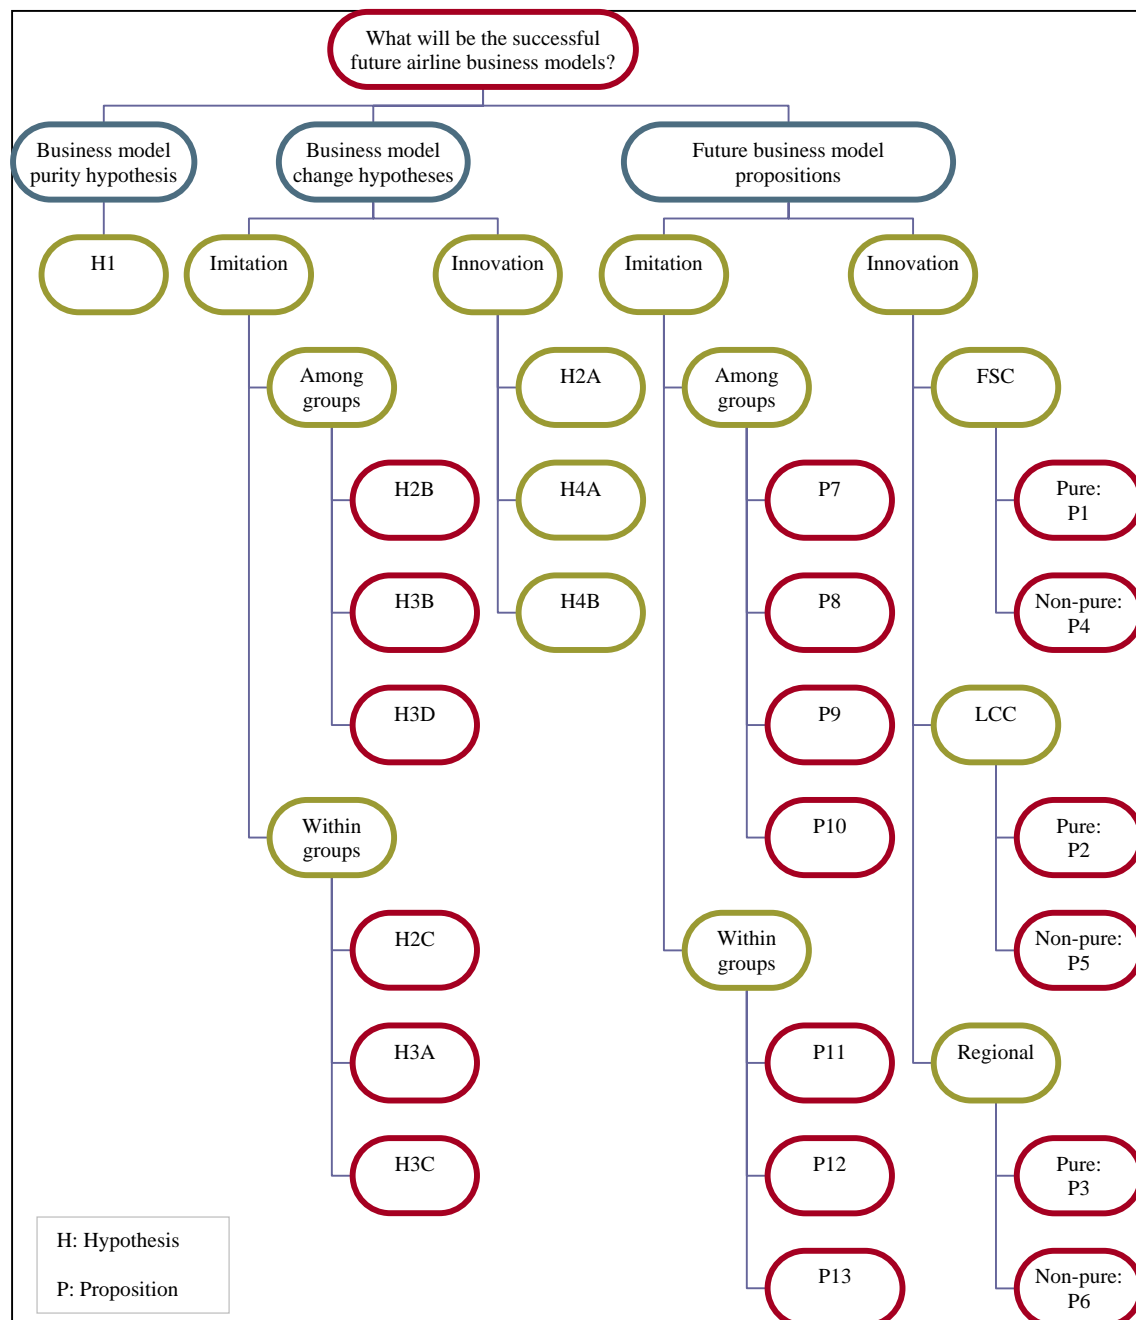 What will be the successful
future airline business models?
Business model
purity hypothesis
Business model
change hypotheses
Future business model
propositions
H1
Imitation
Innovation
Imitation
Innovation
Among
groups
H2A
Among
groups
FSC
H2B
H4A
P7
Pure:
P1
H3B
H4B
P8
Non-pure:
P4
H3D
P9
LCC
Within
groups
P10
Pure:
P2
H2C
Within
groups
Non-pure:
P5
H3A
P11
Regional
H3C
P12
Pure:
P3
H: Hypothesis
P: Proposition
P13
Non-pure:
P6